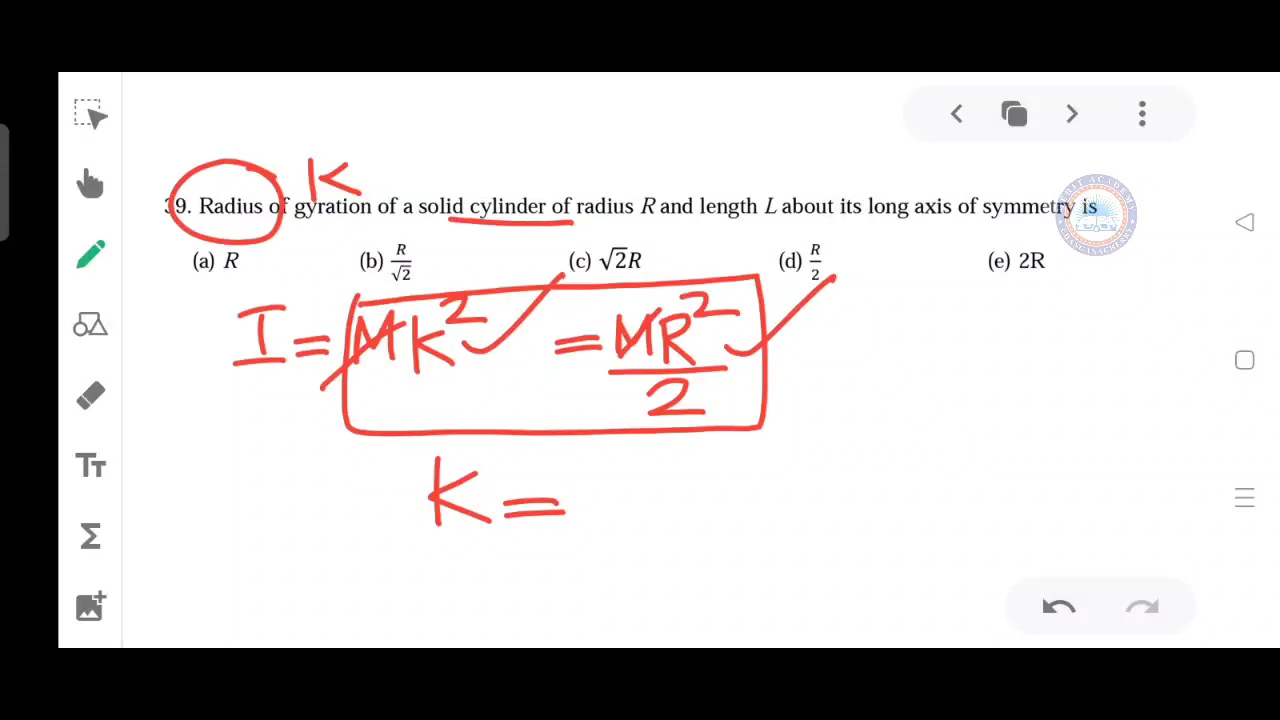 K
39. Radius of gyration of a solid cylinder of radius R and length L about its long axis of symmetry is
(a) R (b) R/√2 (c) √2R (d) R/2 (e) 2R
I = MK² = MR²/2
K =
Tт
Σ